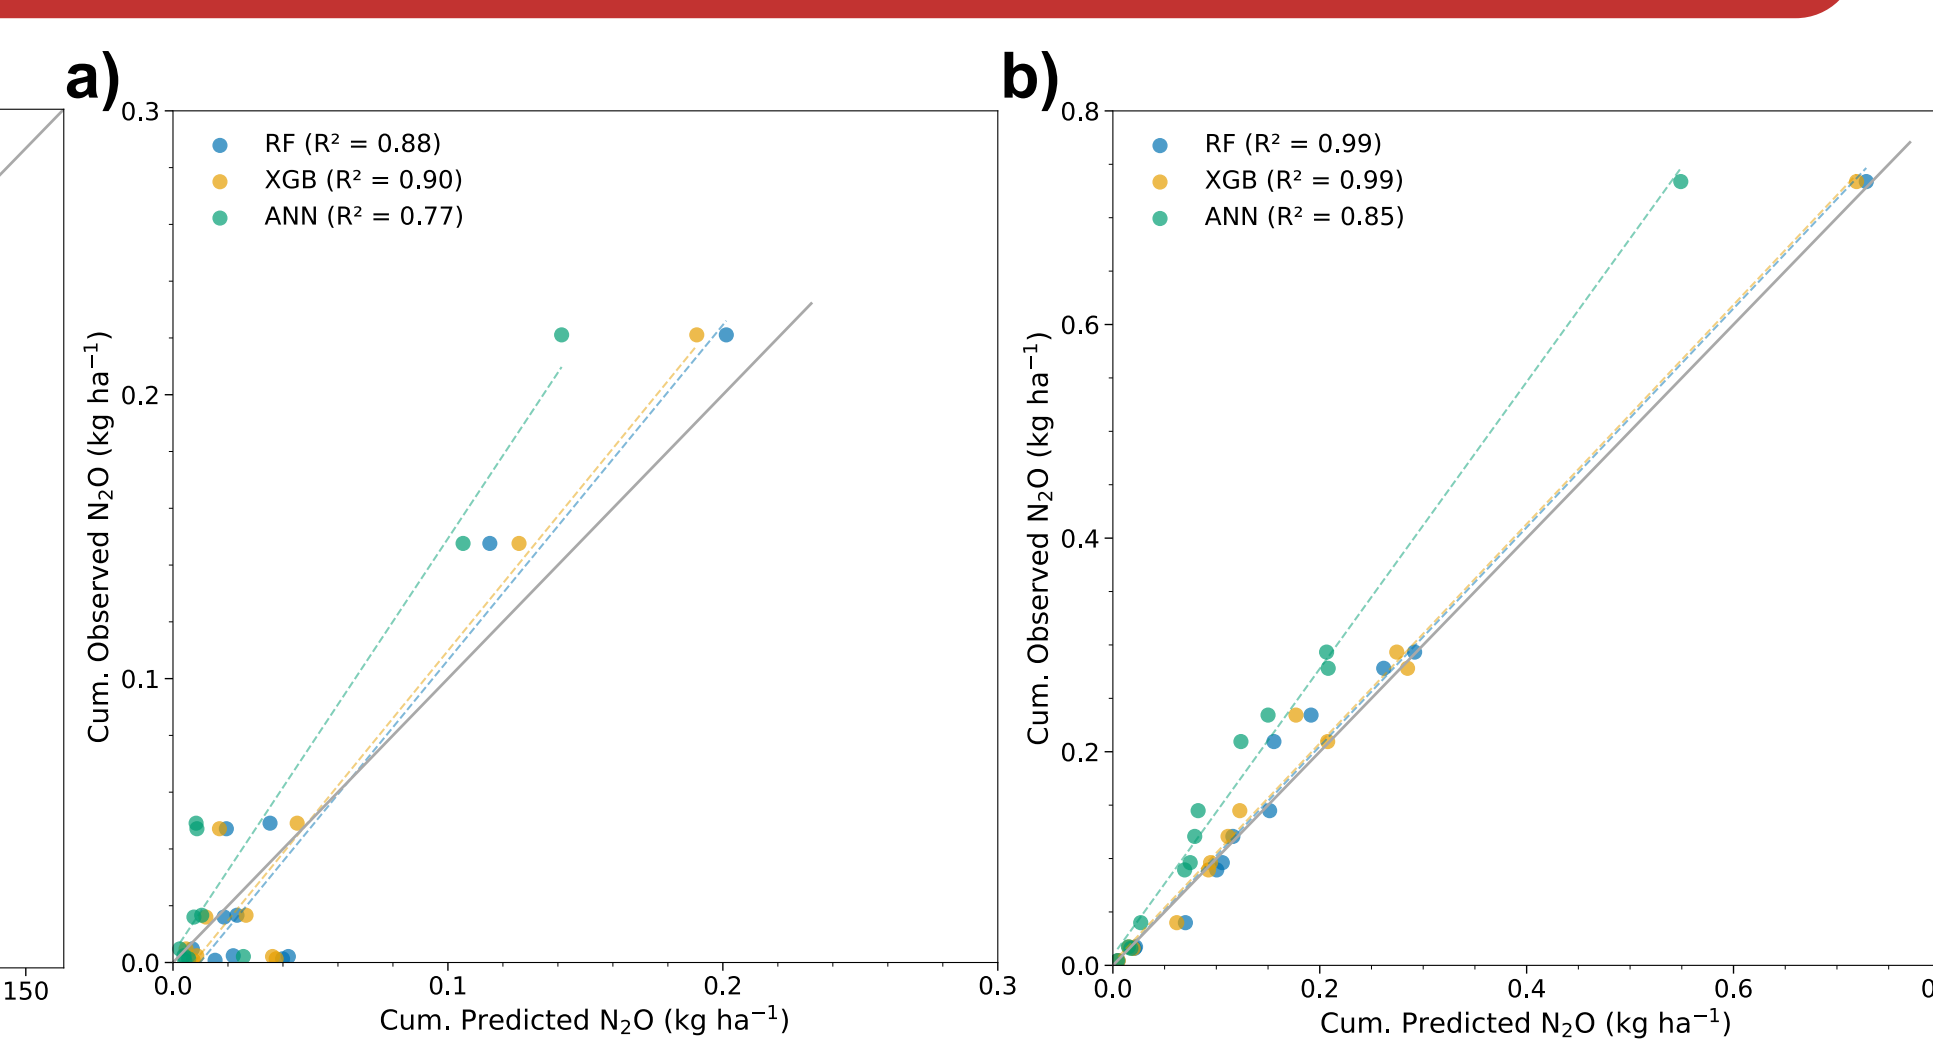 a)
b)
0.3
RF (R² = 0.88)
XGB (R² = 0.90)
ANN (R² = 0.77)
0.2
0.1
0.0
Cum. Observed N₂O (kg ha⁻¹)
0.0 0.1 0.2 0.3
Cum. Predicted N₂O (kg ha⁻¹)
150
0.8
RF (R² = 0.99)
XGB (R² = 0.99)
ANN (R² = 0.85)
0.6
0.4
0.2
0.0
Cum. Observed N₂O (kg ha⁻¹)
0.0 0.2 0.4 0.6
Cum. Predicted N₂O (kg ha⁻¹)